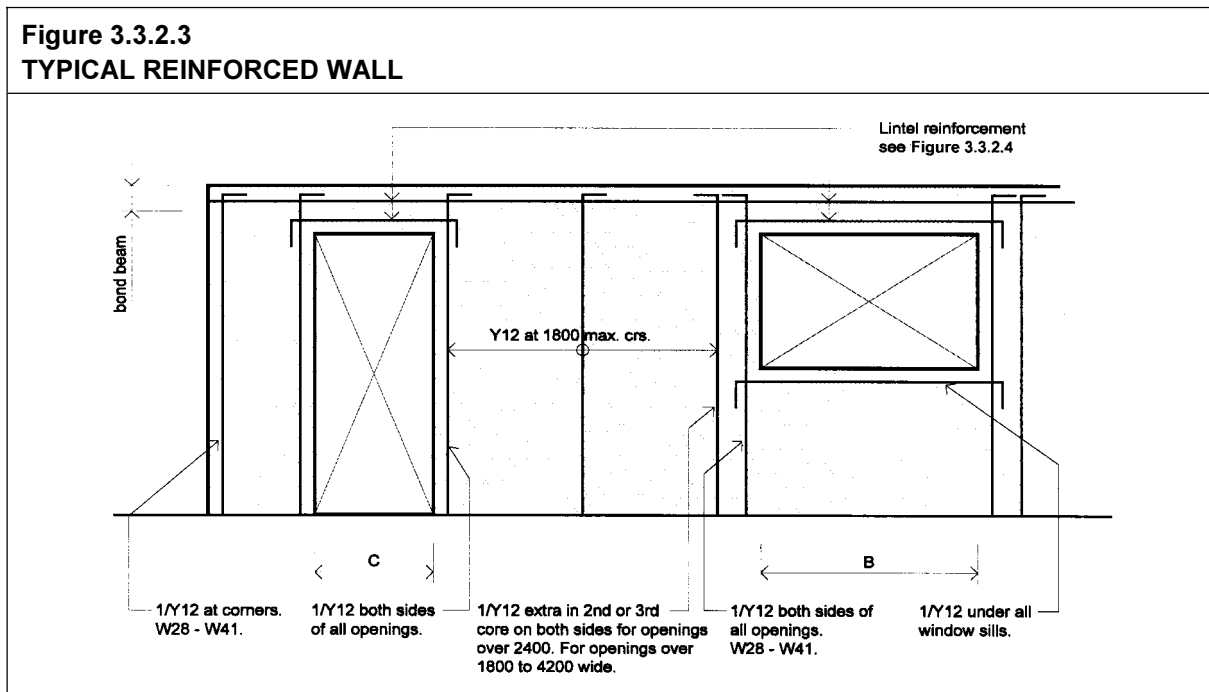 Figure 3.3.2.3
TYPICAL REINFORCED WALL
Lintel reinforcement
see Figure 3.3.2.4
bond beam
Y12 at 1800 max. crs.
C
B
1/Y12 at corners.
W28 - W41.
1/Y12 both sides
of all openings.
1/Y12 extra in 2nd or 3rd
core on both sides for openings
over 2400. For openings over
1800 to 4200 wide.
1/Y12 both sides of
all openings.
W28 - W41.
1/Y12 under all
window sills.